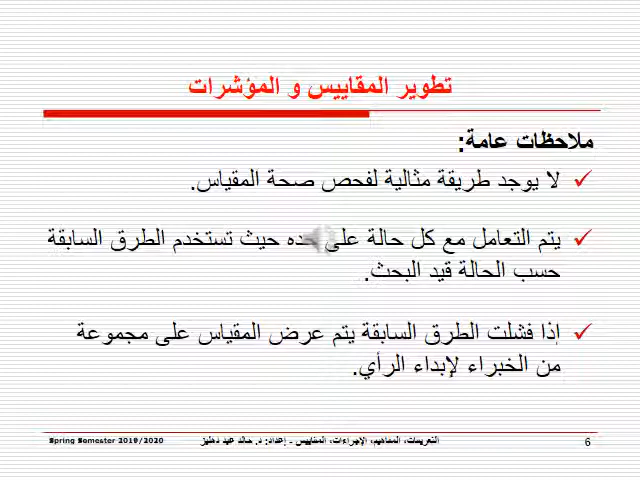 تطوير المقاييس و المؤشرات
ملاحظات عامة:
✓ لا يوجد طريقة مثالية لفحص صحة المقياس.
✓ يتم التعامل مع كل حالة على حده حيث تستخدم الطرق السابقة
حسب الحالة قيد البحث.
✓ إذا فشلت الطرق السابقة يتم عرض المقياس على مجموعة
من الخبراء لإبداء الرأي.
Spring Semester 2019/2020 التعريفات، المفاهيم، الإجراءات، المقاييس - إعداد: د. خالد عبد دهليز 6